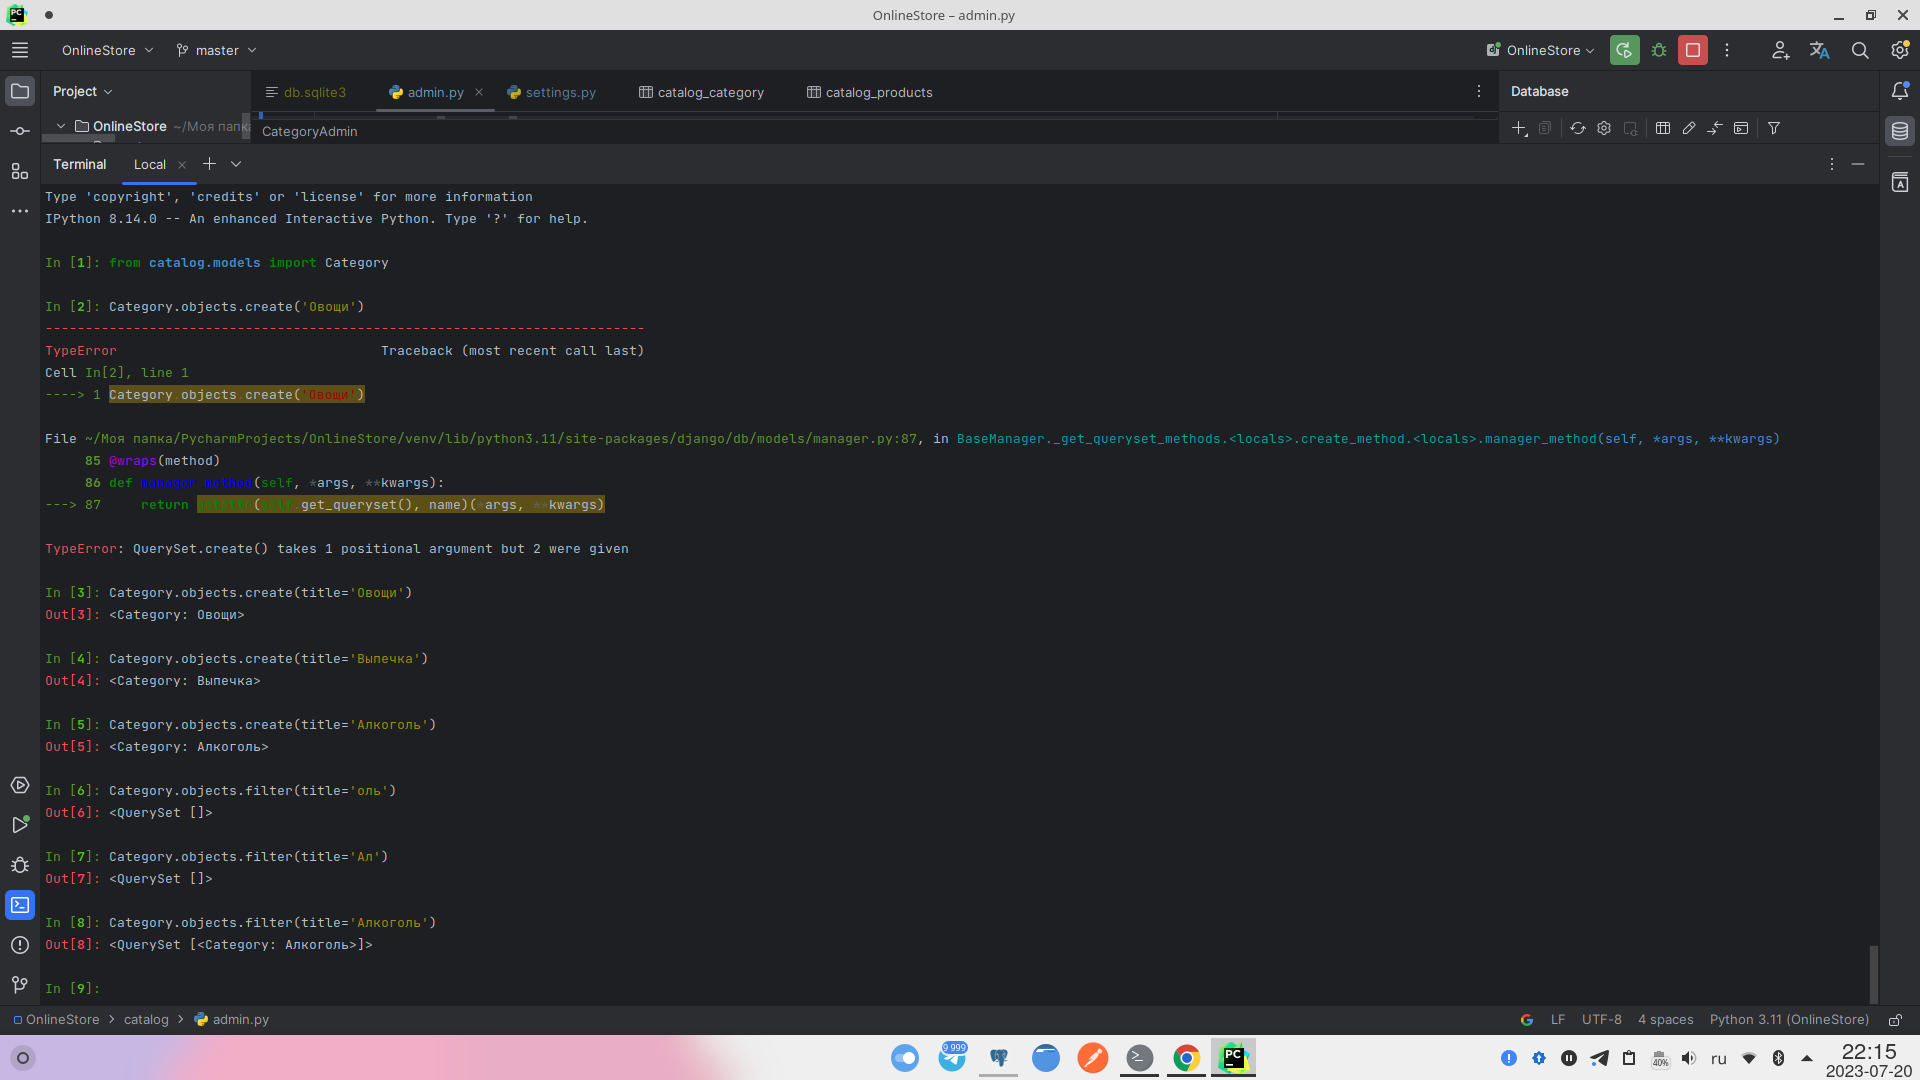 OnlineStore – admin.py
OnlineStore
master
OnlineStore
Project
db.sqlite3
admin.py
settings.py
catalog_category
catalog_products
Database
OnlineStore ~/Моя папка
CategoryAdmin
Terminal
Local
Type 'copyright', 'credits' or 'license' for more information
IPython 8.14.0 -- An enhanced Interactive Python. Type '?' for help.
In [1]: from catalog.models import Category
In [2]: Category.objects.create('Овощи')
---------------------------------------------------------------------------
TypeError Traceback (most recent call last)
Cell In[2], line 1
----> 1 Category.objects.create('Овощи')
File ~/Моя папка/PycharmProjects/OnlineStore/venv/lib/python3.11/site-packages/django/db/models/manager.py:87, in BaseManager._get_queryset_methods.<locals>.create_method.<locals>.manager_method(self, *args, **kwargs)
85 @wraps(method)
86 def manager_method(self, *args, **kwargs):
---> 87 return getattr(self.get_queryset(), name)(*args, **kwargs)
TypeError: QuerySet.create() takes 1 positional argument but 2 were given
In [3]: Category.objects.create(title='Овощи')
Out[3]: <Category: Овощи>
In [4]: Category.objects.create(title='Выпечка')
Out[4]: <Category: Выпечка>
In [5]: Category.objects.create(title='Алкоголь')
Out[5]: <Category: Алкоголь>
In [6]: Category.objects.filter(title='оль')
Out[6]: <QuerySet []>
In [7]: Category.objects.filter(title='Ал')
Out[7]: <QuerySet []>
In [8]: Category.objects.filter(title='Алкоголь')
Out[8]: <QuerySet [<Category: Алкоголь>]>
In [9]:
OnlineStore > catalog > admin.py
LF UTF-8 4 spaces Python 3.11 (OnlineStore)
9 999
PC
40%
ru
22:15
2023-07-20